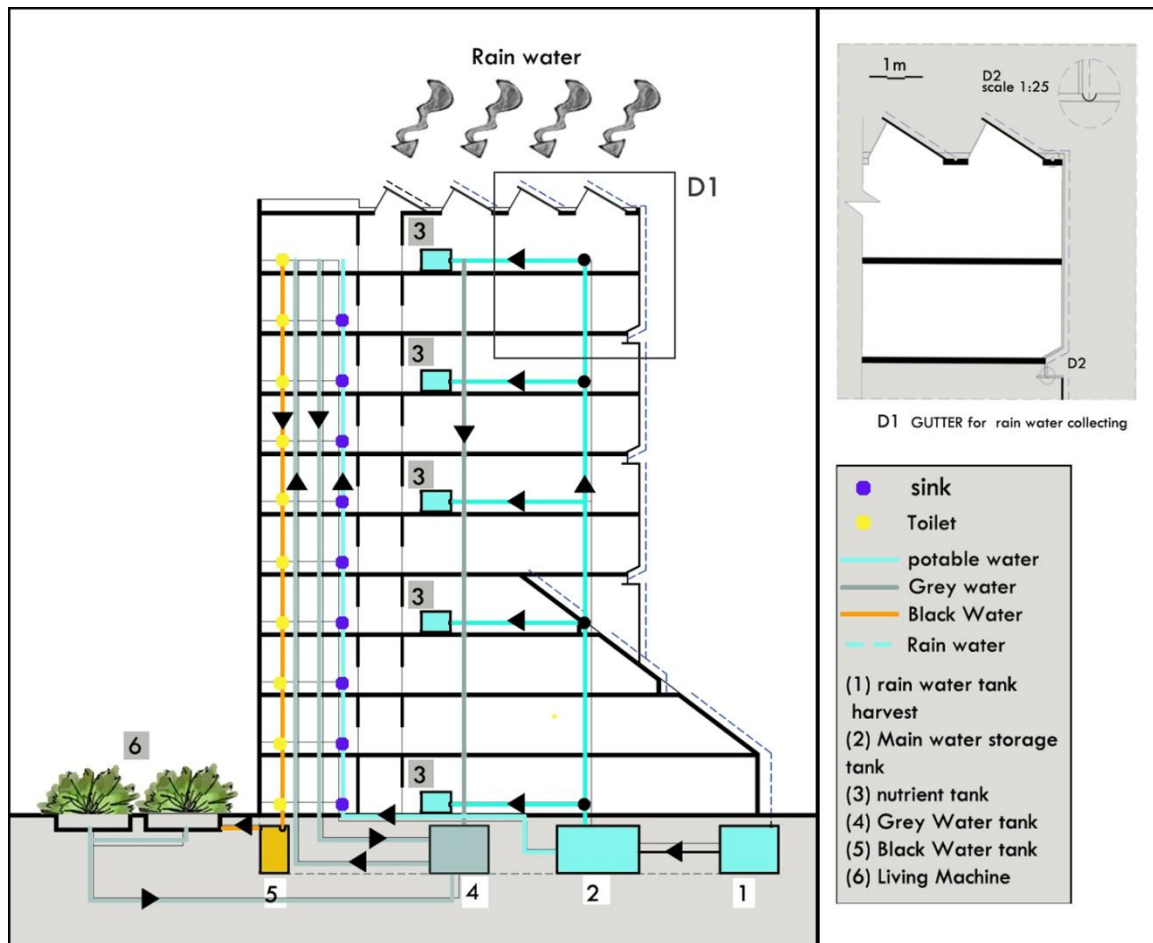 Rain water
D1
3
3
3
3
3
6
5
4
2
1
1m
D2
scale 1:25
D2
D1 GUTTER for rain water collecting
sink
Toilet
potable water
Grey water
Black Water
Rain water
(1) rain water tank
harvest
(2) Main water storage
tank
(3) nutrient tank
(4) Grey Water tank
(5) Black Water tank
(6) Living Machine